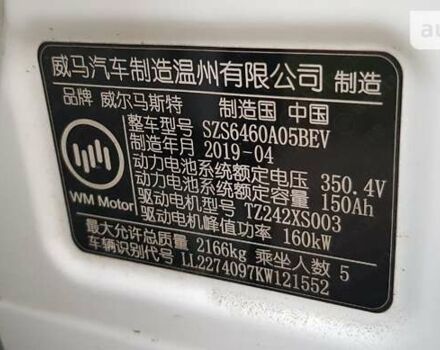 威马汽车制造温州有限公司 制造
品牌 威尔马斯特 制造国 中国
整车型号 SZS6460A05BEV
制造年月 2019-04
动力电池系统额定电压 350.4V
动力电池系统额定容量 150Ah
驱动电机型号 TZ242XS003
驱动电机峰值功率 160kW
最大允许总质量 2166kg 乘坐人数 5
车辆识别代号 LL2274097KW121552
WM Motor